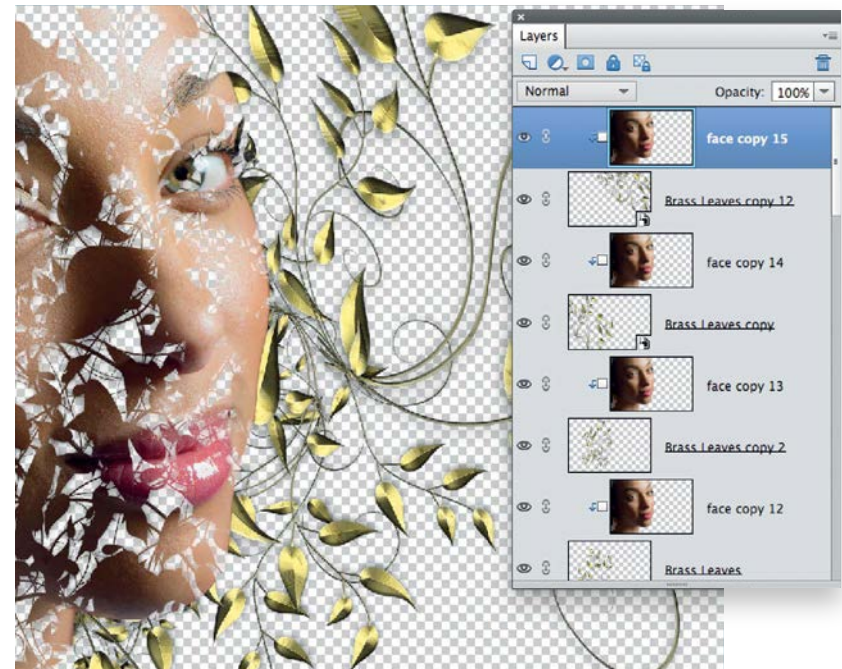 Layers
Normal Opacity: 100%
face copy 15
Brass Leaves copy 12
face copy 14
Brass Leaves copy
face copy 13
Brass Leaves copy 2
face copy 12
Brass Leaves